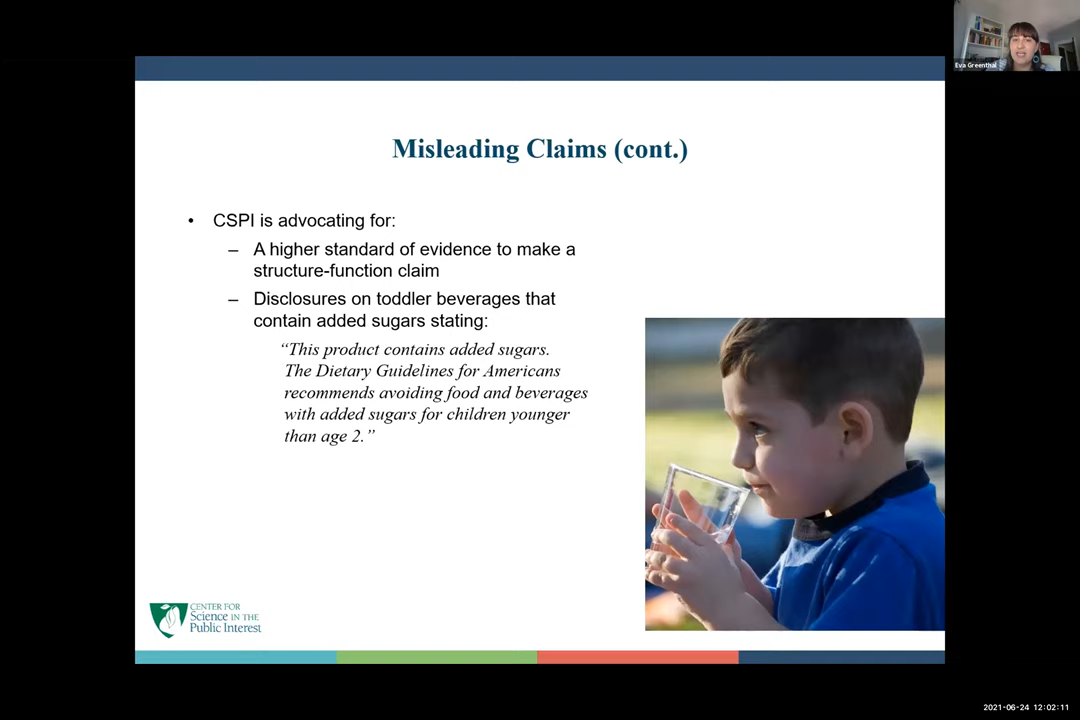 Eva Greenthal
Misleading Claims (cont.)
• CSPI is advocating for:
– A higher standard of evidence to make a
structure-function claim
– Disclosures on toddler beverages that
contain added sugars stating:
“This product contains added sugars.
The Dietary Guidelines for Americans
recommends avoiding food and beverages
with added sugars for children younger
than age 2.”
CENTER FOR
Science IN THE
Public Interest
2021-06-24 12:02:11